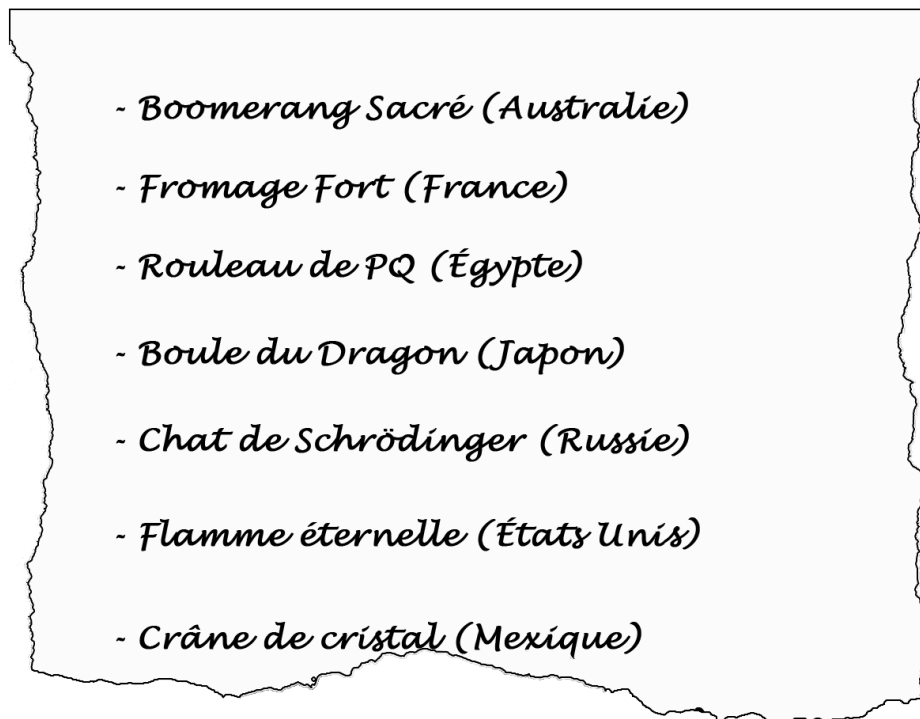 - Boomerang Sacré (Australie)
- Fromage Fort (France)
- Rouleau de PQ (Égypte)
- Boule du Dragon (Japon)
- Chat de Schrödinger (Russie)
- Flamme éternelle (États Unis)
- Crâne de cristal (Mexique)